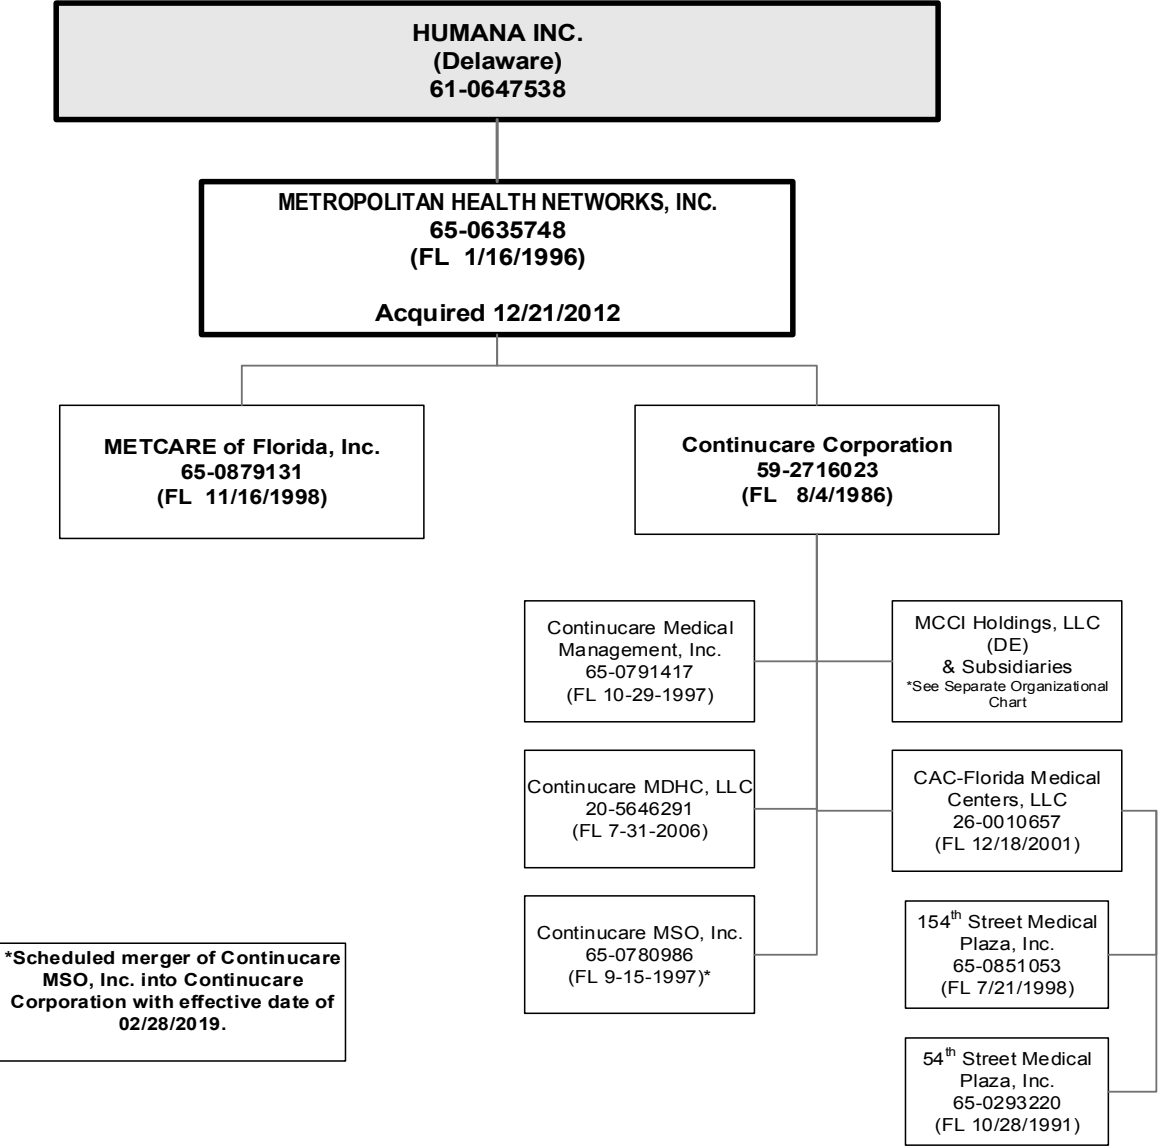 HUMANA INC.
(Delaware)
61-0647538
METROPOLITAN HEALTH NETWORKS, INC.
65-0635748
(FL 1/16/1996)
Acquired 12/21/2012
METCARE of Florida, Inc.
65-0879131
(FL 11/16/1998)
Continucare Corporation
59-2716023
(FL 8/4/1986)
Continucare Medical
Management, Inc.
65-0791417
(FL 10-29-1997)
MCCI Holdings, LLC
(DE)
& Subsidiaries
*See Separate Organizational
Chart
Continucare MDHC, LLC
20-5646291
(FL 7-31-2006)
CAC-Florida Medical
Centers, LLC
26-0010657
(FL 12/18/2001)
Continucare MSO, Inc.
65-0780986
(FL 9-15-1997)*
154th Street Medical
Plaza, Inc.
65-0851053
(FL 7/21/1998)
*Scheduled merger of Continucare
MSO, Inc. into Continucare
Corporation with effective date of
02/28/2019.
54th Street Medical
Plaza, Inc.
65-0293220
(FL 10/28/1991)